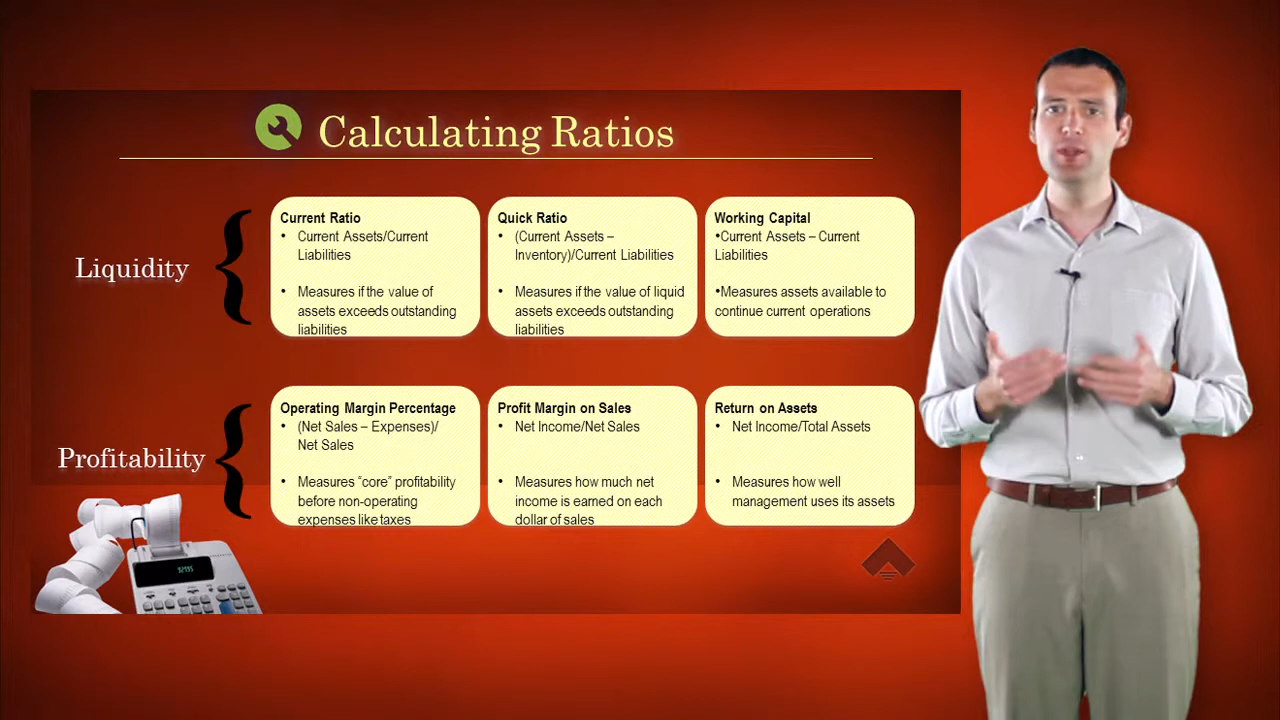 Calculating Ratios
Liquidity
Current Ratio
• Current Assets/Current
Liabilities
• Measures if the value of
assets exceeds outstanding
liabilities
Quick Ratio
• (Current Assets –
Inventory)/Current Liabilities
• Measures if the value of liquid
assets exceeds outstanding
liabilities
Working Capital
•Current Assets – Current
Liabilities
•Measures assets available to
continue current operations
Profitability
Operating Margin Percentage
• (Net Sales – Expenses)/
Net Sales
• Measures “core” profitability
before non-operating
expenses like taxes
Profit Margin on Sales
• Net Income/Net Sales
• Measures how much net
income is earned on each
dollar of sales
Return on Assets
• Net Income/Total Assets
• Measures how well
management uses its assets